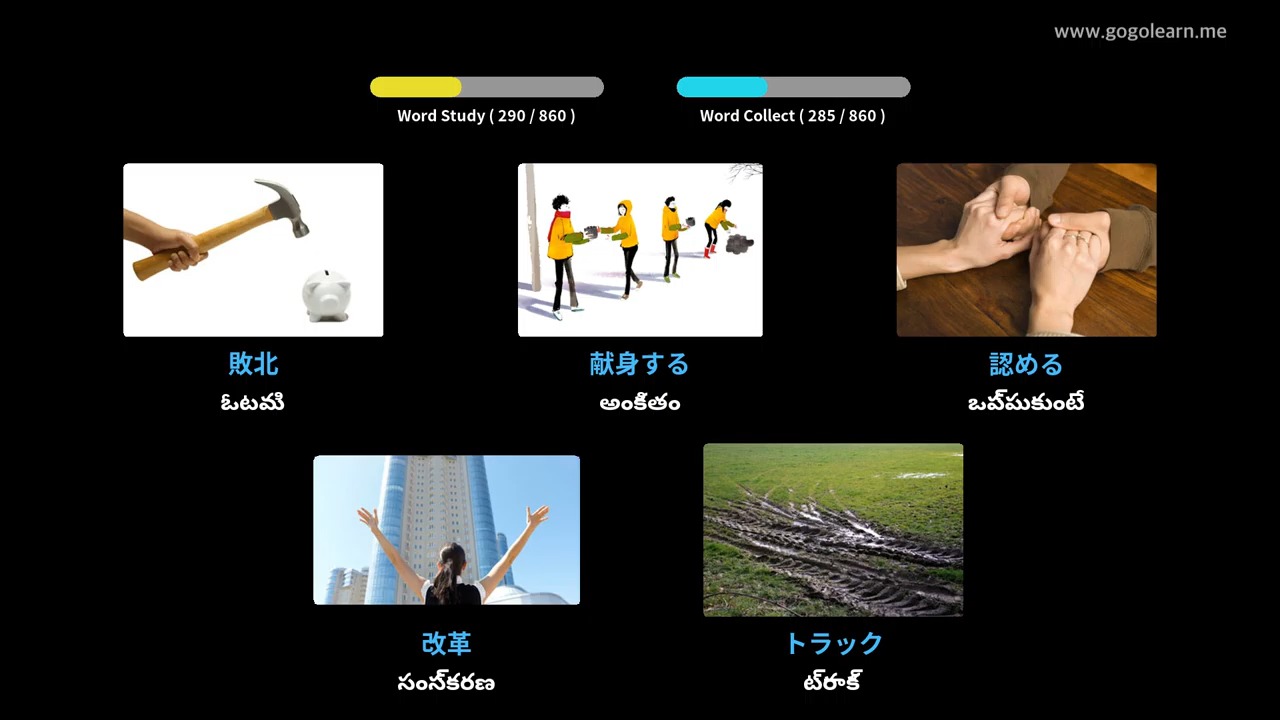 www.gogolearn.me
Word Study ( 290 / 860 )
Word Collect ( 285 / 860 )
敗北
ఓటమి
献身する
అంకితం
認める
ఒప్పుకుంటే
改革
సంస్కరణ
トラック
ట్రాక్